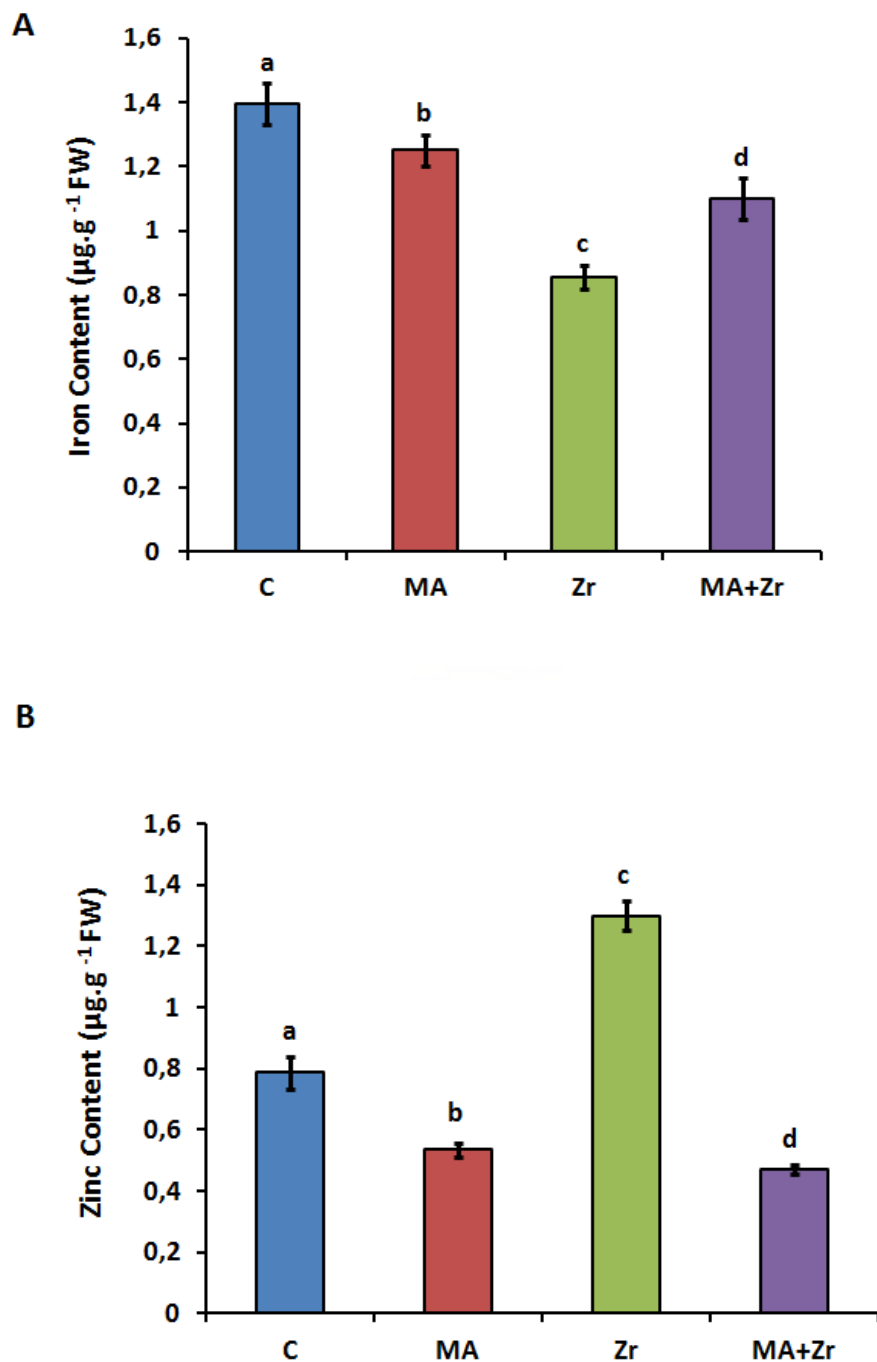 A
Iron Content (µg.g -1 FW)
1,6
1,4
1,2
1
0,8
0,6
0,4
0,2
0
a
b
c
d
C MA Zr MA+Zr
B
Zinc Content (µg.g -1 FW)
1,6
1,4
1,2
1
0,8
0,6
0,4
0,2
0
a
b
c
d
C MA Zr MA+Zr